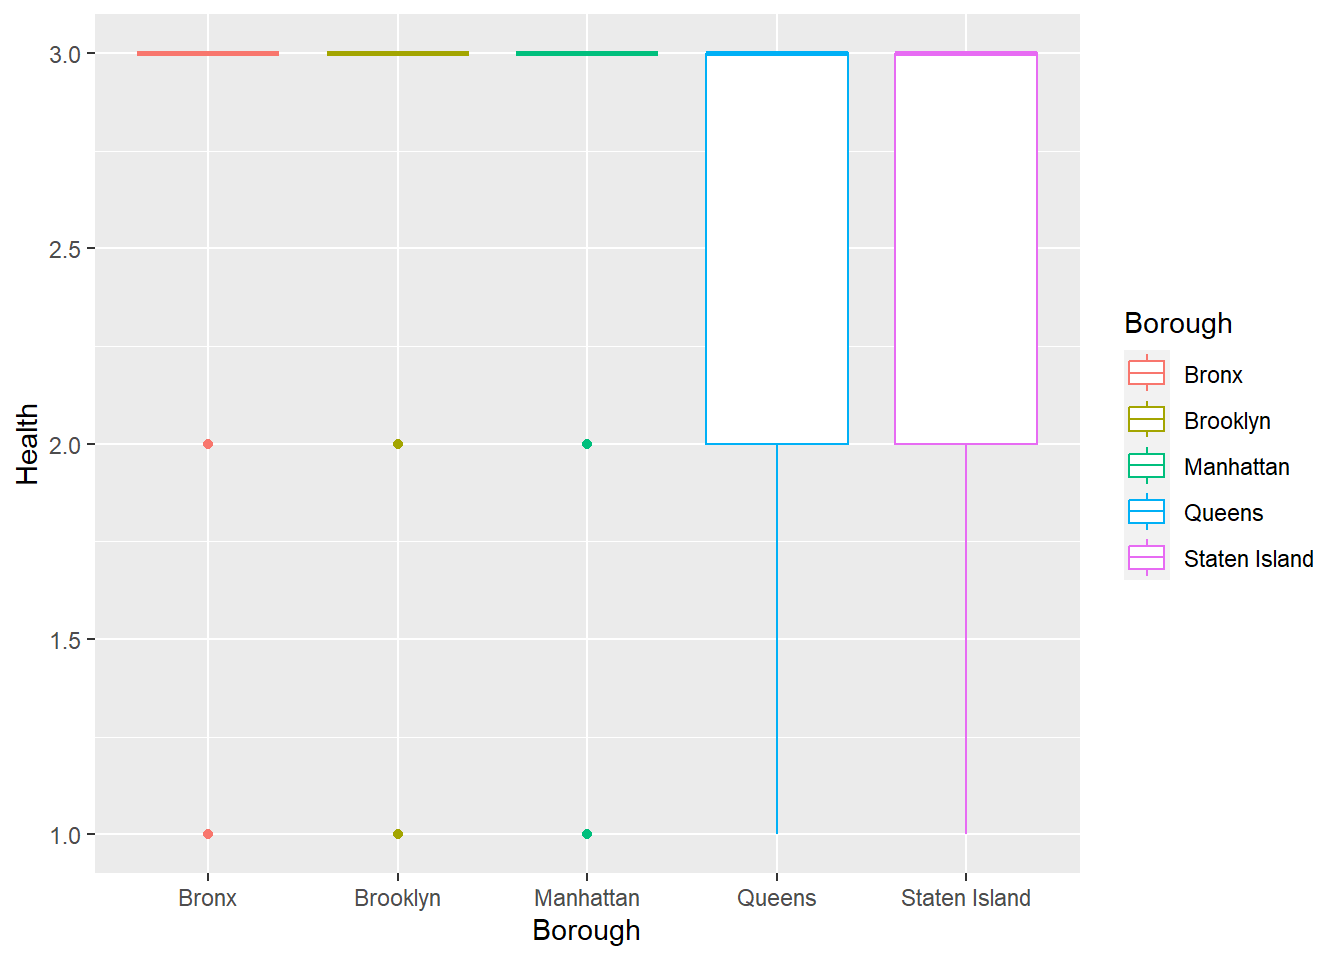 3.0
2.5
2.0
1.5
1.0
Health
Bronx Brooklyn Manhattan Queens Staten Island
Borough
Borough
Bronx
Brooklyn
Manhattan
Queens
Staten Island